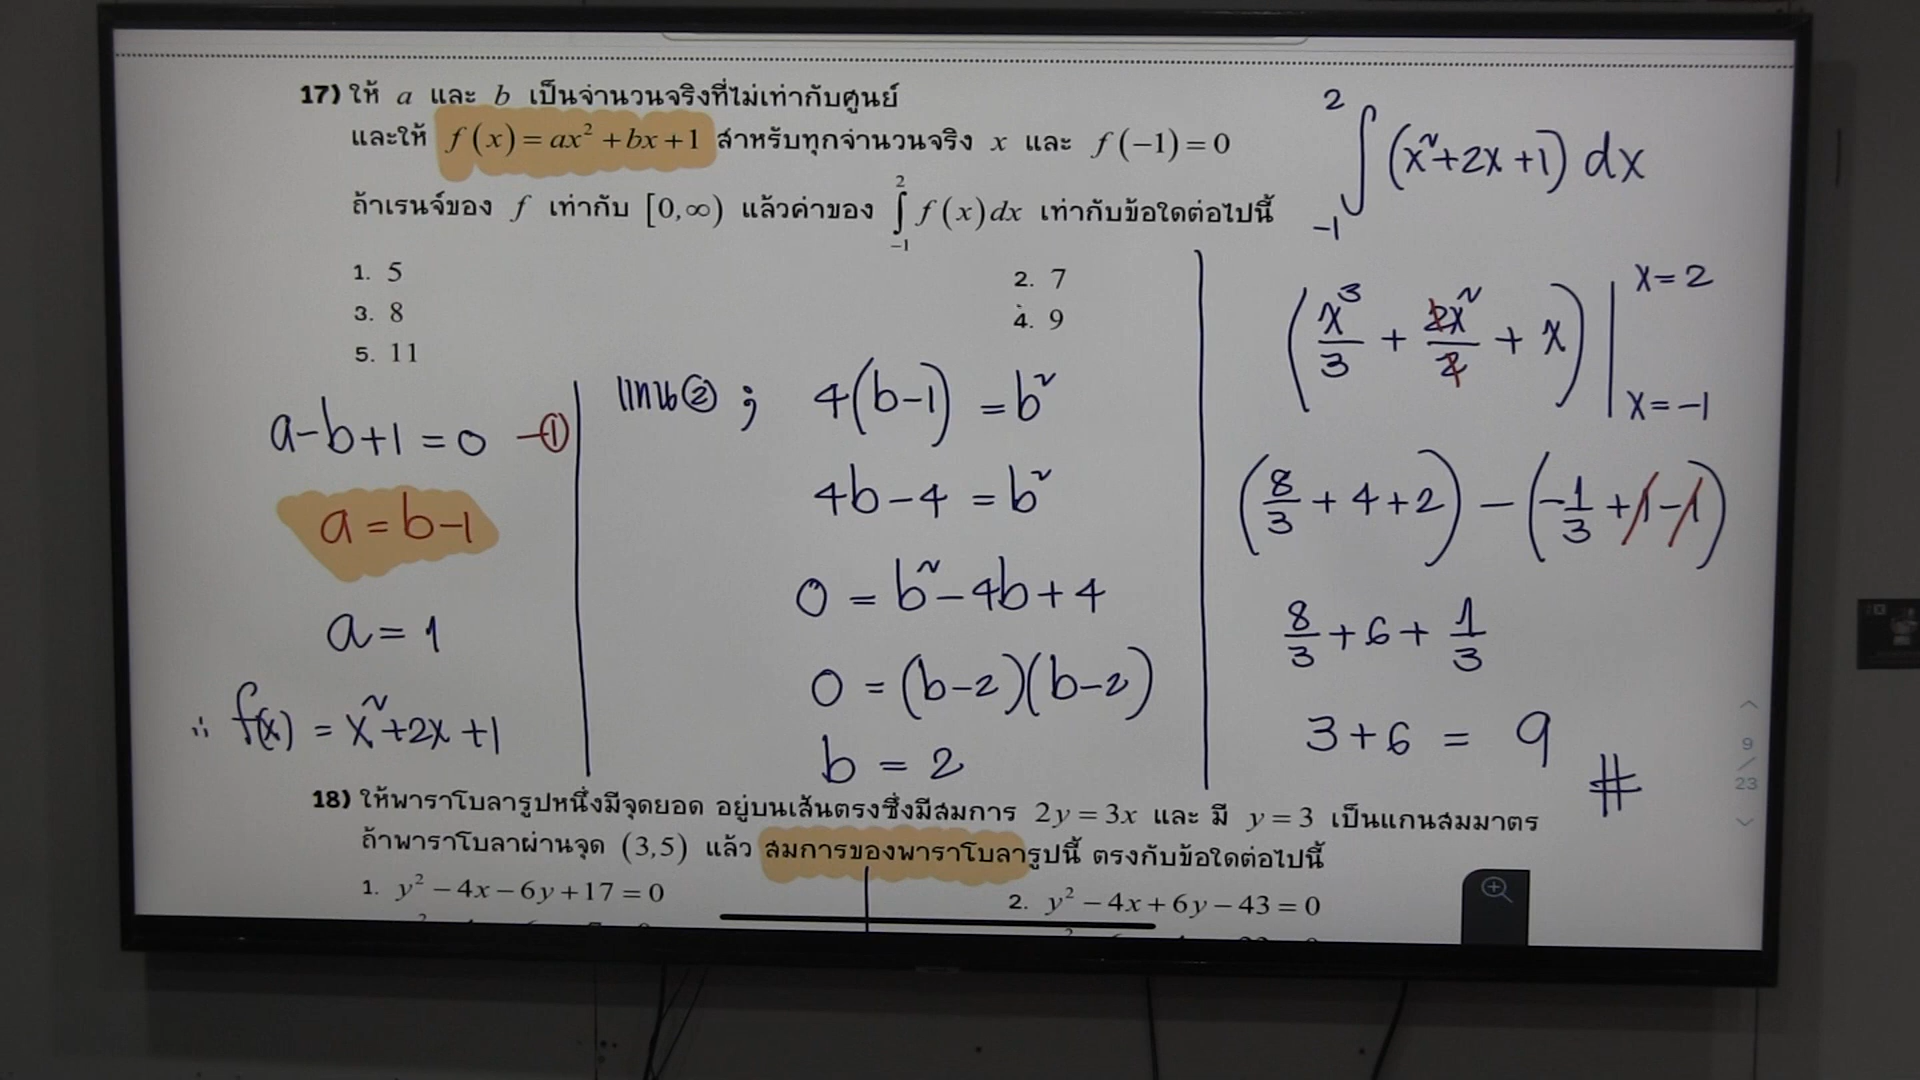 17) ให้ a และ b เป็นจำนวนจริงที่ไม่เท่ากับศูนย์
และให้ f(x) = ax² + bx + 1 สำหรับทุกจำนวนจริง x และ f(−1) = 0
ถ้าเรนจ์ของ f เท่ากับ [0,∞) แล้วค่าของ ∫₋₁² f(x)dx เท่ากับข้อใดต่อไปนี้
1. 5
2. 7
3. 8
4. 9
5. 11
a−b+1 = 0 —①
a = b−1
a = 1
∴ f(x) = x²+2x+1
แทน② ; 4(b−1) = b²
4b−4 = b²
0 = b²−4b+4
0 = (b−2)(b−2)
b = 2
∫₋₁² (x²+2x+1) dx
(x³/3 + 2x²/2 + x) | x=2
x=−1
(8/3 + 4 + 2) − (−1/3 + 1 − 1)
8/3 + 6 + 1/3
3+6 = 9 #
9
/
23
18) ให้พาราโบลารูปหนึ่งมีจุดยอด อยู่บนเส้นตรงซึ่งมีสมการ 2y = 3x และ มี y = 3 เป็นแกนสมมาตร
ถ้าพาราโบลาผ่านจุด (3,5) แล้ว สมการของพาราโบลารูปนี้ ตรงกับข้อใดต่อไปนี้
1. y² − 4x − 6y + 17 = 0
2. y² − 4x + 6y − 43 = 0